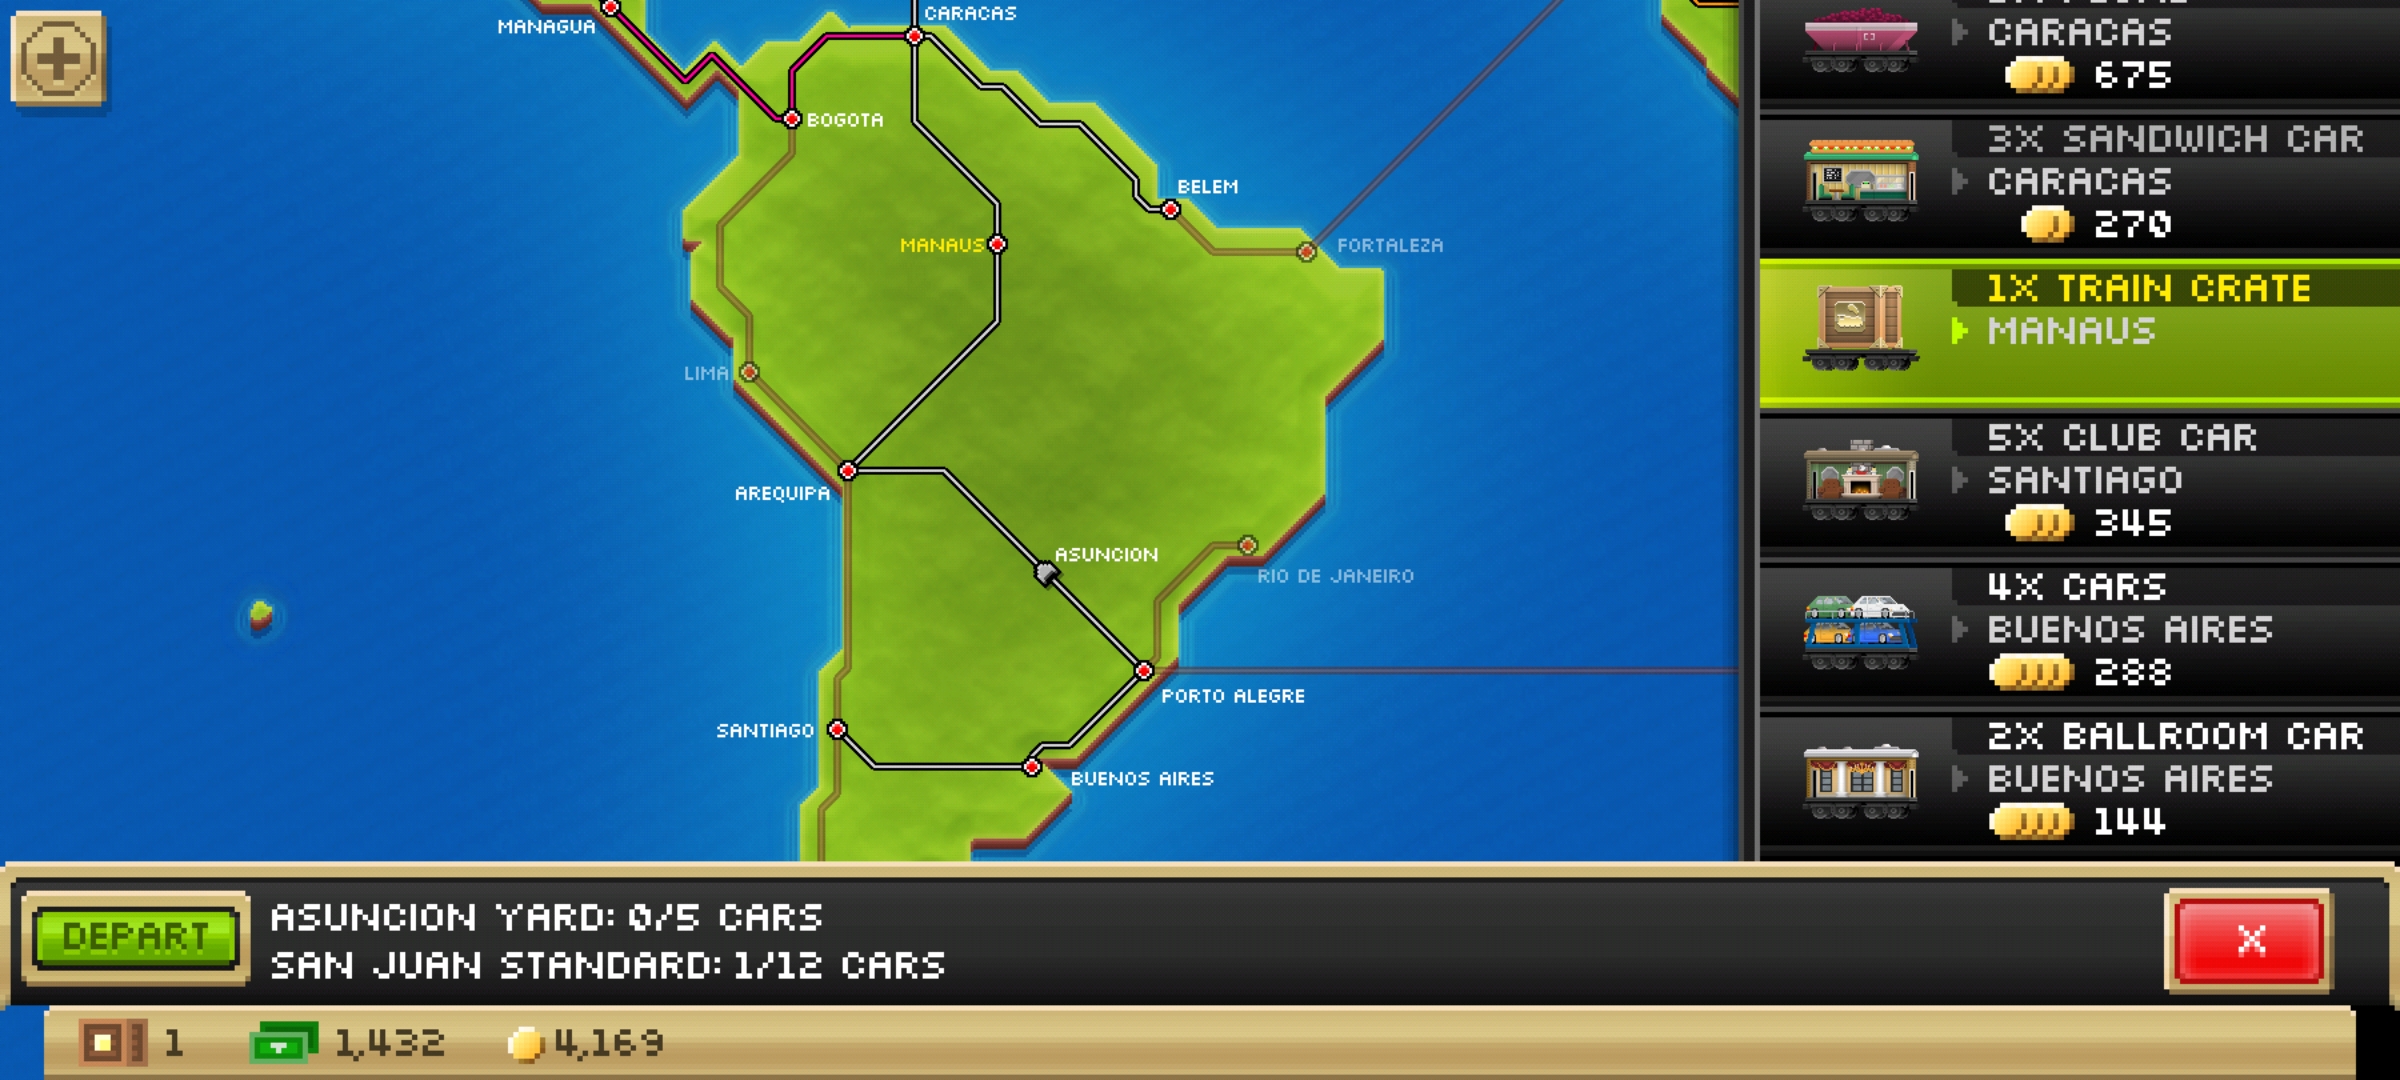 CARACAS
MANAGUA
BOGOTA
BELEM
MANAUS
FORTALEZA
LIMA
AREQUIPA
ASUNCION
RIO DE JANEIRO
PORTO ALEGRE
SANTIAGO
BUENOS AIRES
CARACAS
675
3X SANDWICH CAR
CARACAS
270
1X TRAIN CRATE
MANAUS
5X CLUB CAR
SANTIAGO
345
4X CARS
BUENOS AIRES
288
2X BALLROOM CAR
BUENOS AIRES
144
DEPART
ASUNCION YARD: 0/5 CARS
SAN JUAN STANDARD: 1/12 CARS
X
1
1,432
4,169